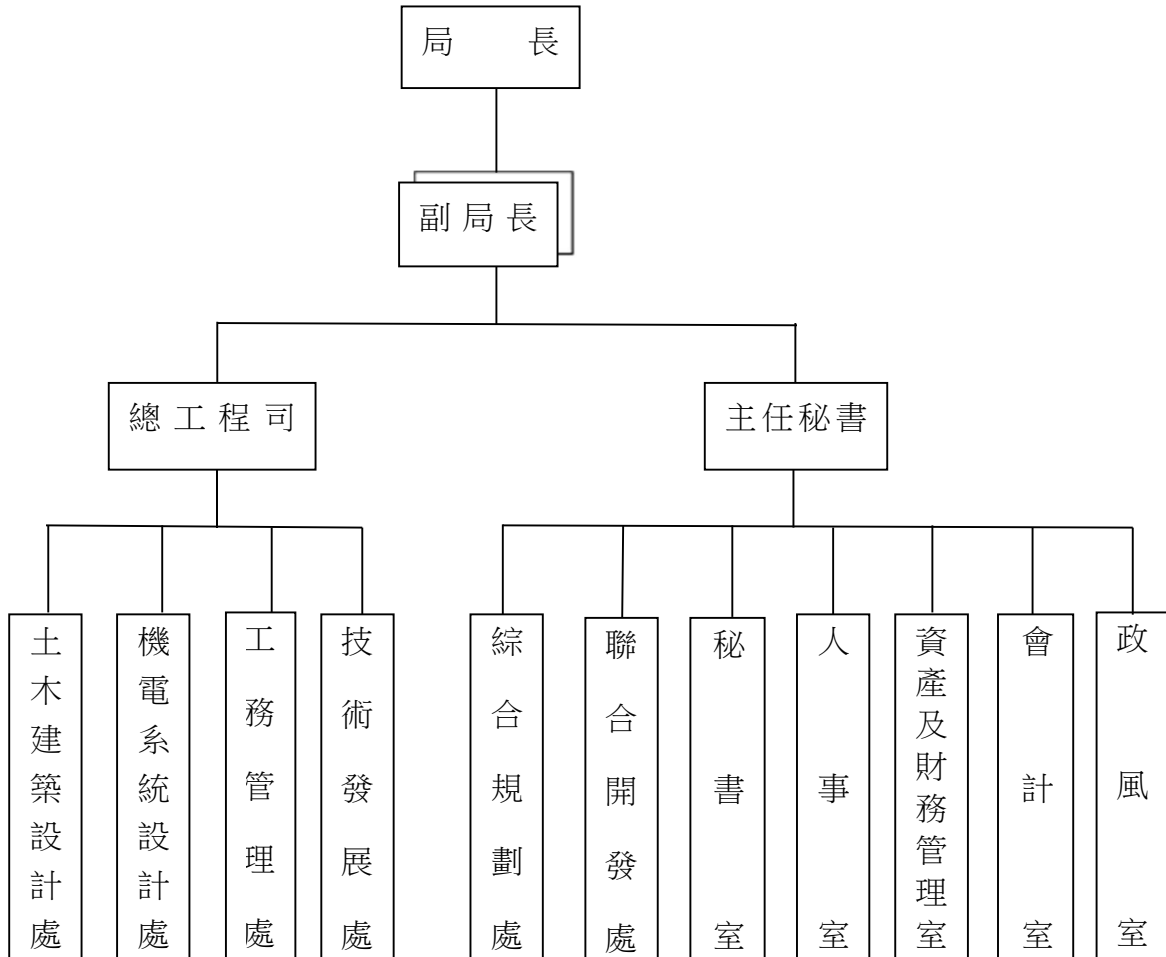 局長
副局長
總工程司
主任秘書
土木建築設計處
機電系統設計處
工務管理處
技術發展處
綜合規劃處
聯合開發處
秘書室
人事室
資產及財務管理室
會計室
政風室